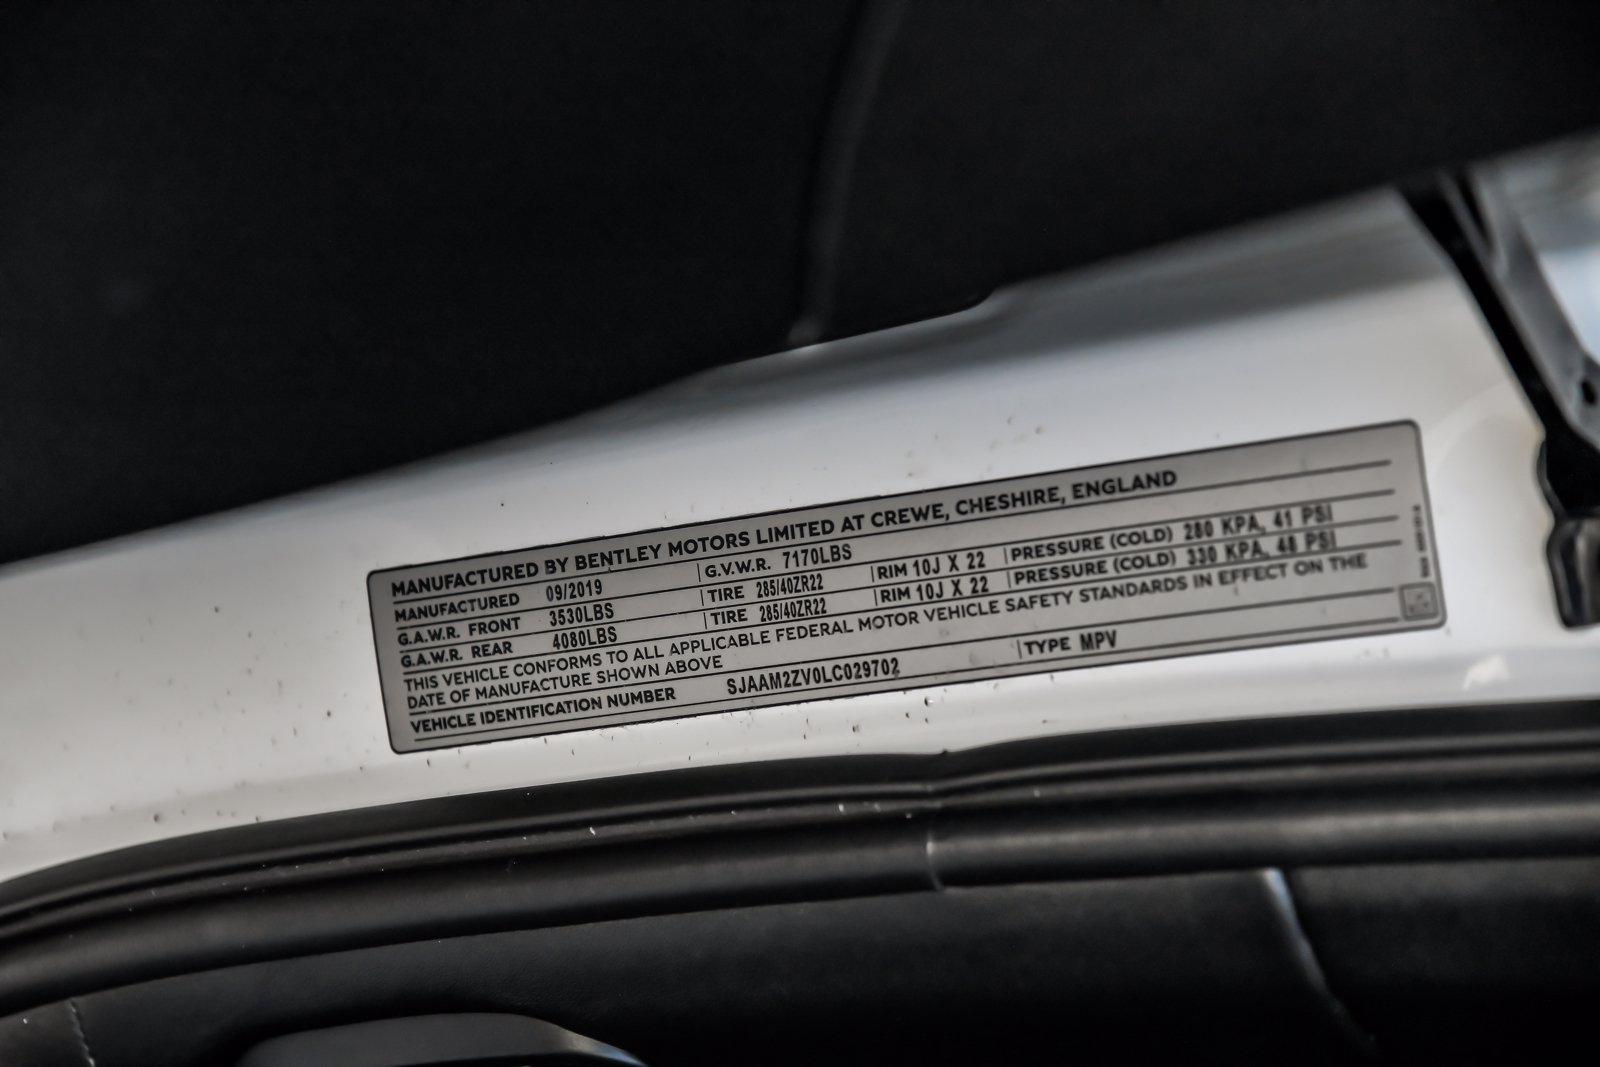 MANUFACTURED BY BENTLEY MOTORS LIMITED AT CREWE, CHESHIRE, ENGLAND
MANUFACTURED 09/2019 G.V.W.R. 7170LBS
G.A.W.R. FRONT 3530LBS TIRE 285/40ZR22 RIM 10J X 22 PRESSURE (COLD) 280 KPA, 41 PSI
G.A.W.R. REAR 4080LBS TIRE 285/40ZR22 RIM 10J X 22 PRESSURE (COLD) 330 KPA, 48 PSI
THIS VEHICLE CONFORMS TO ALL APPLICABLE FEDERAL MOTOR VEHICLE SAFETY STANDARDS IN EFFECT ON THE
DATE OF MANUFACTURE SHOWN ABOVE
VEHICLE IDENTIFICATION NUMBER SJAAM2ZV0LC029702 TYPE MPV